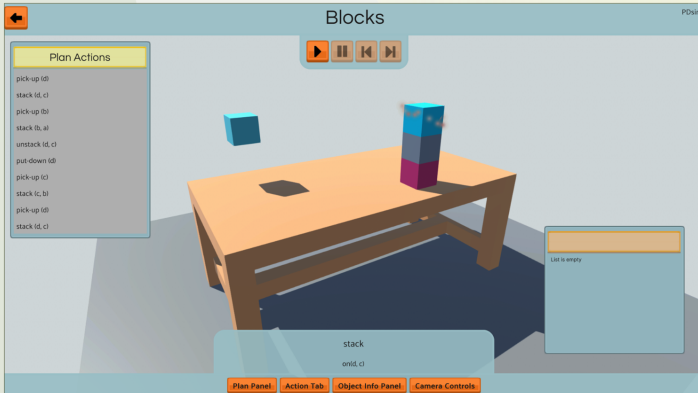 Blocks
PDsim
Plan Actions
pick-up (d)
stack (d, c)
pick-up (b)
stack (b, a)
unstack (d, c)
put-down (d)
pick-up (c)
stack (c, b)
pick-up (d)
stack (d, c)
List is empty
stack
on(d, c)
Plan Panel
Action Tab
Object Info Panel
Camera Controls